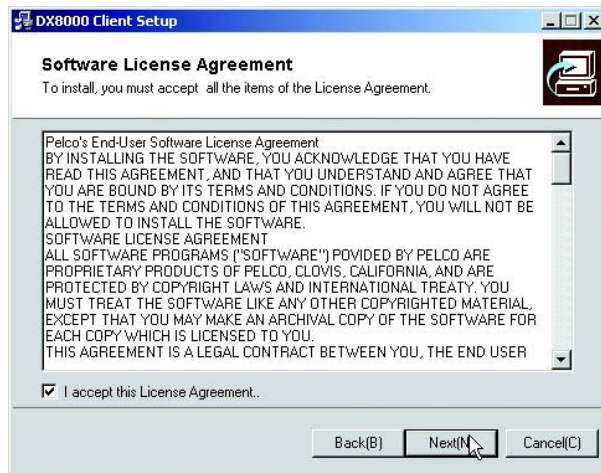 DX8000 Client Setup
Software License Agreement
To install, you must accept all the items of the License Agreement.
Pelco's End-User Software License Agreement
BY INSTALLING THE SOFTWARE, YOU ACKNOWLEDGE THAT YOU HAVE
READ THIS AGREEMENT, AND THAT YOU UNDERSTAND AND AGREE THAT
YOU ARE BOUND BY ITS TERMS AND CONDITIONS. IF YOU DO NOT AGREE
TO THE TERMS AND CONDITIONS OF THIS AGREEMENT, YOU WILL NOT BE
ALLOWED TO INSTALL THE SOFTWARE.
SOFTWARE LICENSE AGREEMENT
ALL SOFTWARE PROGRAMS ("SOFTWARE") POVIDED BY PELCO ARE
PROPRIETARY PRODUCTS OF PELCO, CLOVIS, CALIFORNIA, AND ARE
PROTECTED BY COPYRIGHT LAWS AND INTERNATIONAL TREATY. YOU
MUST TREAT THE SOFTWARE LIKE ANY OTHER COPYRIGHTED MATERIAL,
EXCEPT THAT YOU MAY MAKE AN ARCHIVAL COPY OF THE SOFTWARE FOR
EACH COPY WHICH IS LICENSED TO YOU.
THIS AGREEMENT IS A LEGAL CONTRACT BETWEEN YOU, THE END USER
I accept this License Agreement..
Back(B) Next(N Cancel(C)